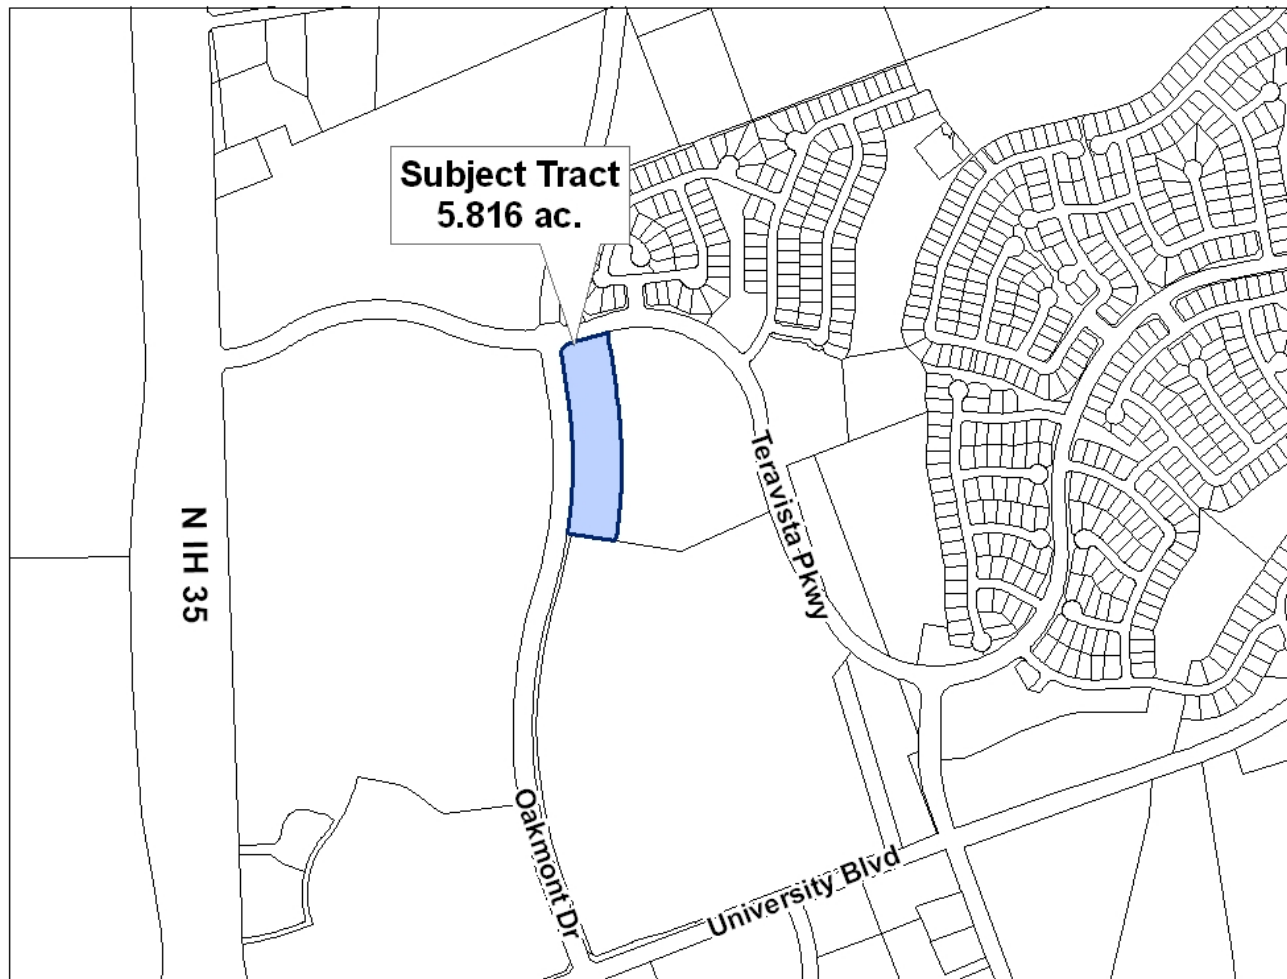 Subject Tract
5.816 ac.
Teravista Pkwy
N IH 35
Oakmont Dr
University Blvd